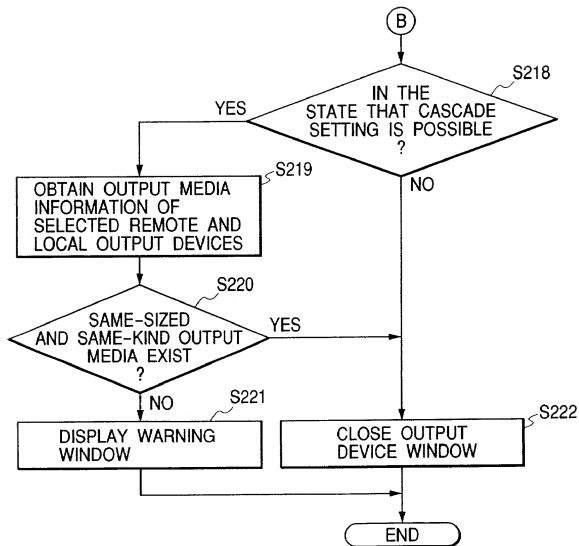 B
S218
IN THE
STATE THAT CASCADE
SETTING IS POSSIBLE
?
YES
NO
S219
OBTAIN OUTPUT MEDIA
INFORMATION OF
SELECTED REMOTE AND
LOCAL OUTPUT DEVICES
S220
SAME-SIZED
AND SAME-KIND OUTPUT
MEDIA EXIST
?
YES
NO
S221
DISPLAY WARNING
WINDOW
S222
CLOSE OUTPUT
DEVICE WINDOW
END